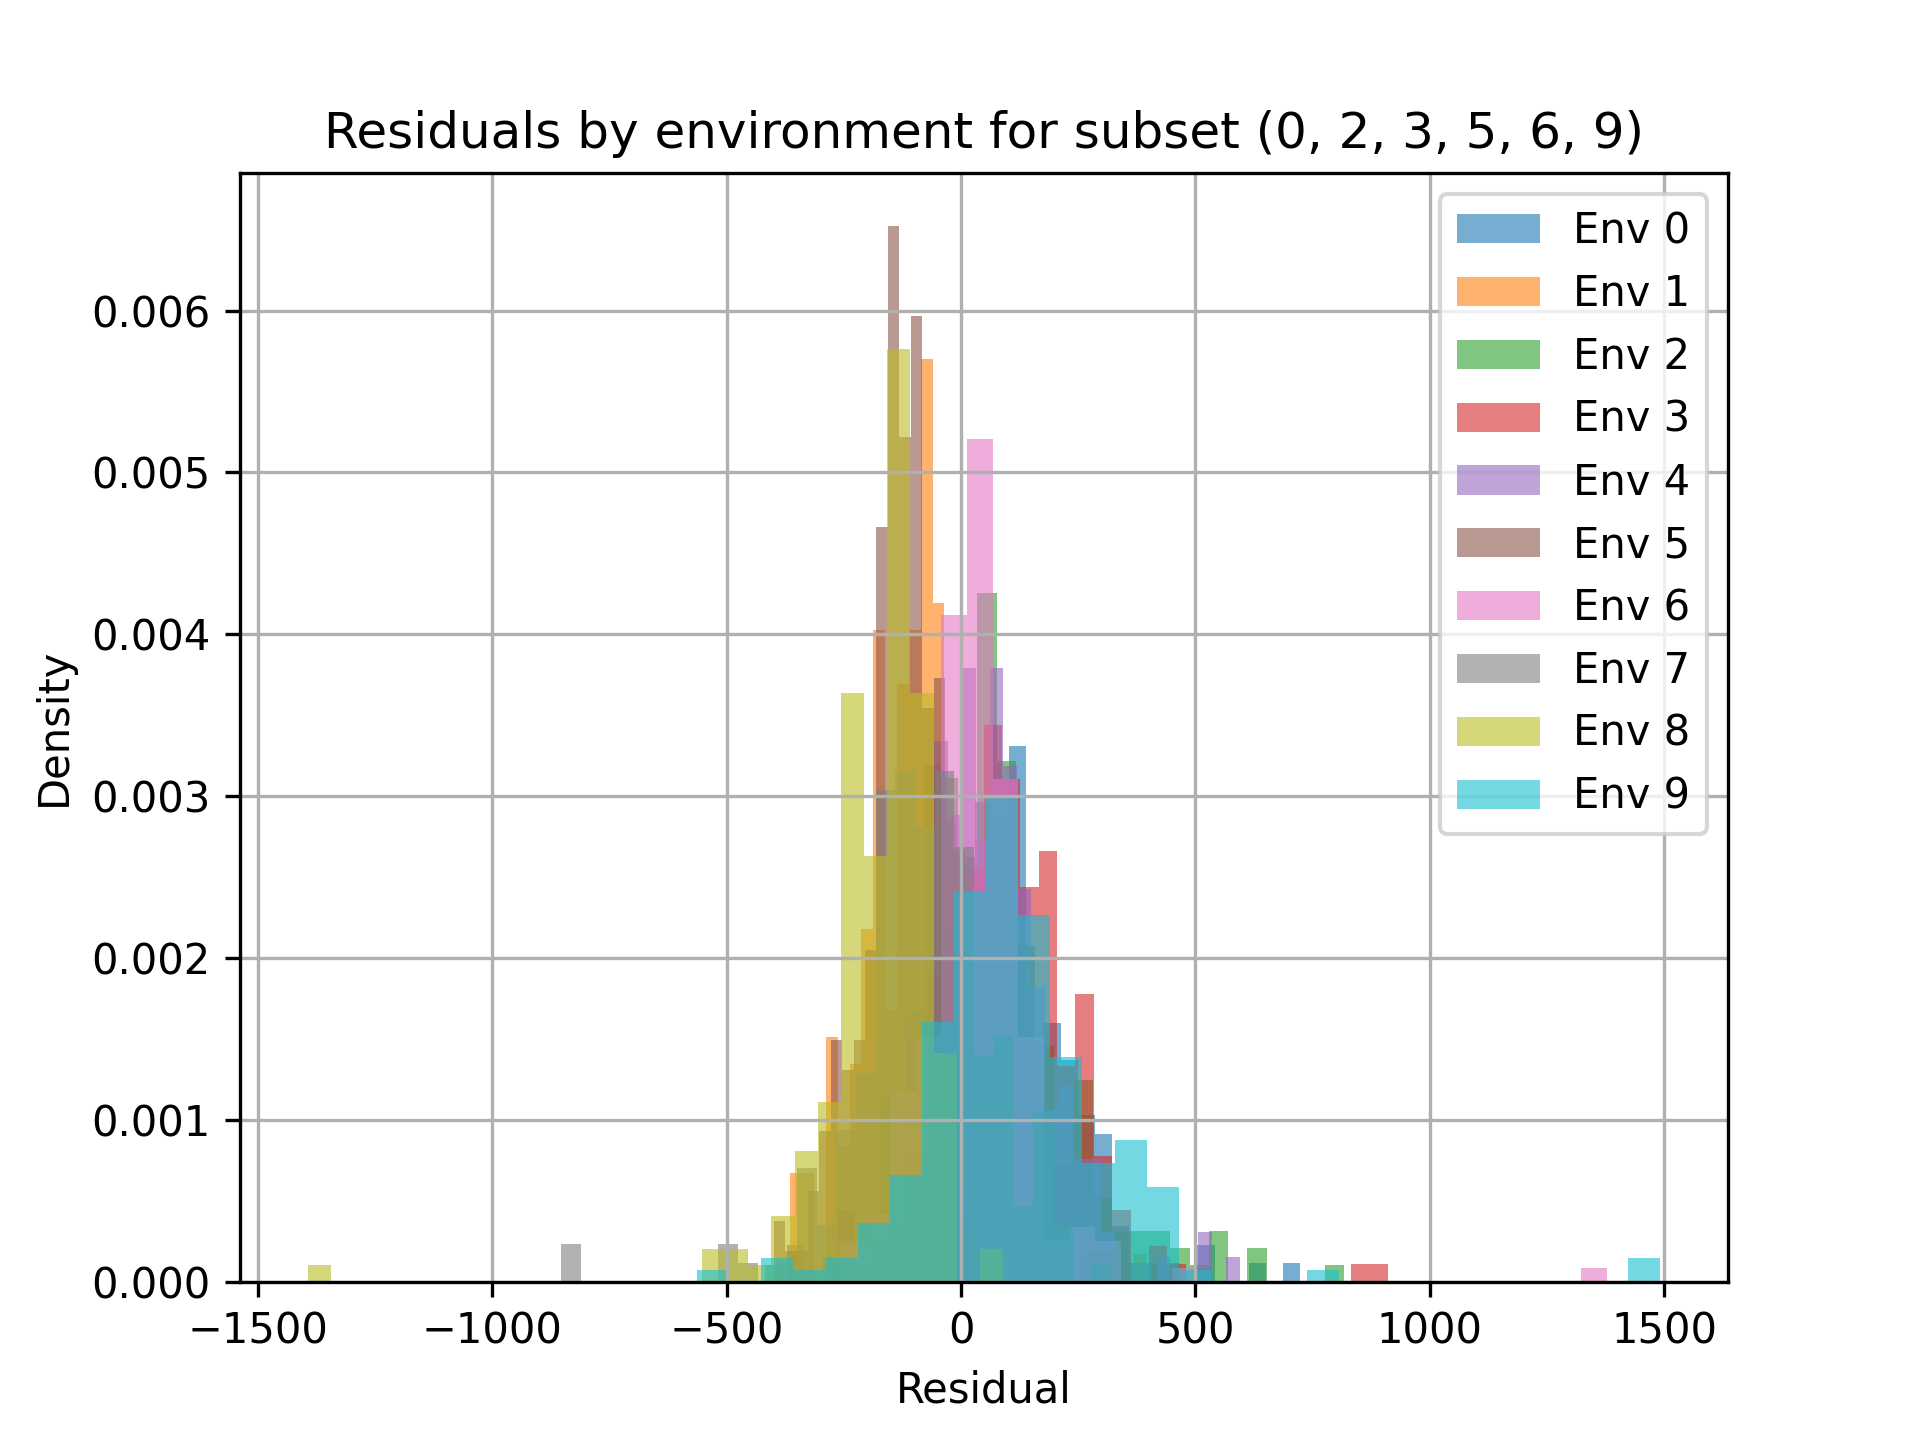 Residuals by environment for subset (0, 2, 3, 5, 6, 9)
Env 0
Env 1
Env 2
Env 3
Env 4
Env 5
Env 6
Env 7
Env 8
Env 9
Density
0.006
0.005
0.004
0.003
0.002
0.001
0.000
−1500 −1000 −500 0 500 1000 1500
Residual